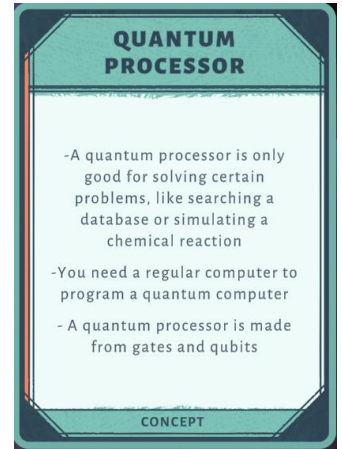 QUANTUM
PROCESSOR
-A quantum processor is only
good for solving certain
problems, like searching a
database or simulating a
chemical reaction
-You need a regular computer to
program a quantum computer
- A quantum processor is made
from gates and qubits
CONCEPT